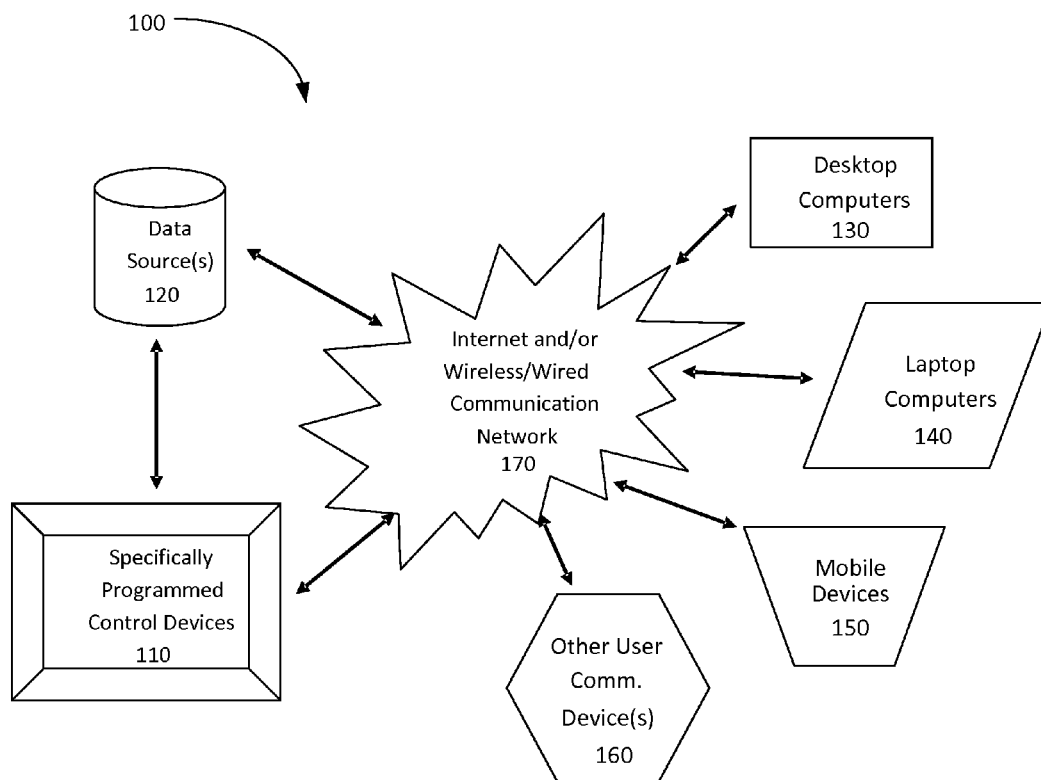 100
Data
Source(s)
120
Specifically
Programmed
Control Devices
110
Internet and/or
Wireless/Wired
Communication
Network
170
Desktop
Computers
130
Laptop
Computers
140
Mobile
Devices
150
Other User
Comm.
Device(s)
160